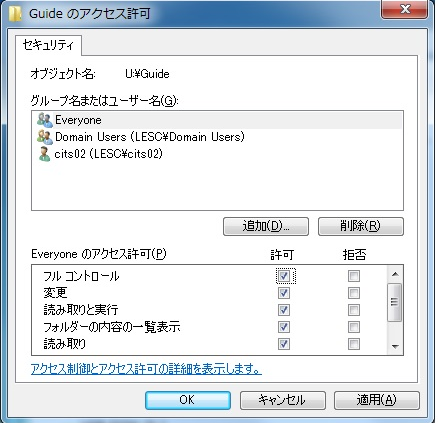 Guide のアクセス許可
セキュリティ
オブジェクト名: U:¥Guide
グループ名またはユーザー名(G):
Everyone
Domain Users (LESC¥Domain Users)
cits02 (LESC¥cits02)
追加(D)... 削除(R)
Everyone のアクセス許可(P) 許可 拒否
フル コントロール
変更
読み取りと実行
フォルダーの内容の一覧表示
読み取り
アクセス制御とアクセス許可の詳細を表示します。
OK キャンセル 適用(A)